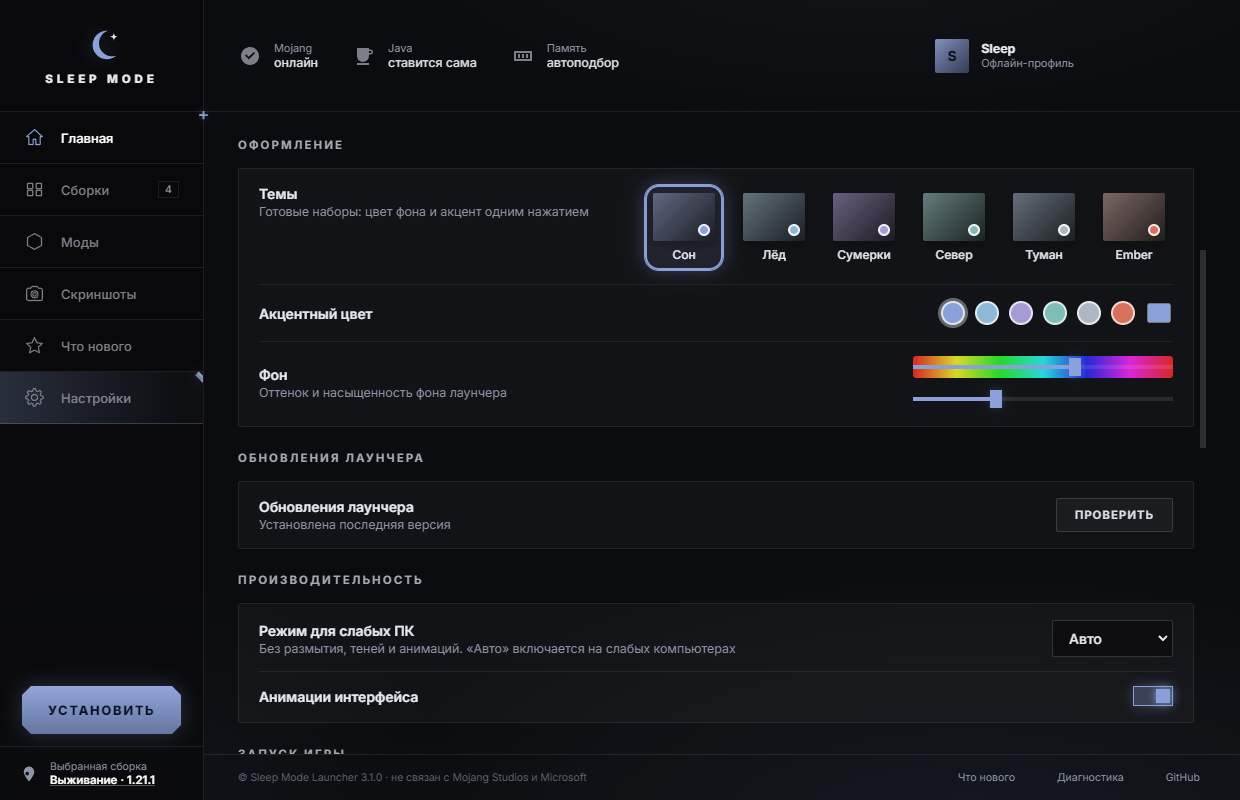 SLEEP MODE
Mojang
онлайн
Java
ставится сама
Память
автоподбор
S
Sleep
Офлайн-профиль
Главная
Сборки
4
Моды
Скриншоты
Что нового
Настройки
УСТАНОВИТЬ
Выбранная сборка
Выживание · 1.21.1
ОФОРМЛЕНИЕ
Темы
Готовые наборы: цвет фона и акцент одним нажатием
Сон
Лёд
Сумерки
Север
Туман
Ember
Акцентный цвет
Фон
Оттенок и насыщенность фона лаунчера
ОБНОВЛЕНИЯ ЛАУНЧЕРА
Обновления лаунчера
Установлена последняя версия
ПРОВЕРИТЬ
ПРОИЗВОДИТЕЛЬНОСТЬ
Режим для слабых ПК
Без размытия, теней и анимаций. «Авто» включается на слабых компьютерах
Авто
Анимации интерфейса
ЗАПУСК ИГРЫ
© Sleep Mode Launcher 3.1.0 · не связан с Mojang Studios и Microsoft
Что нового
Диагностика
GitHub